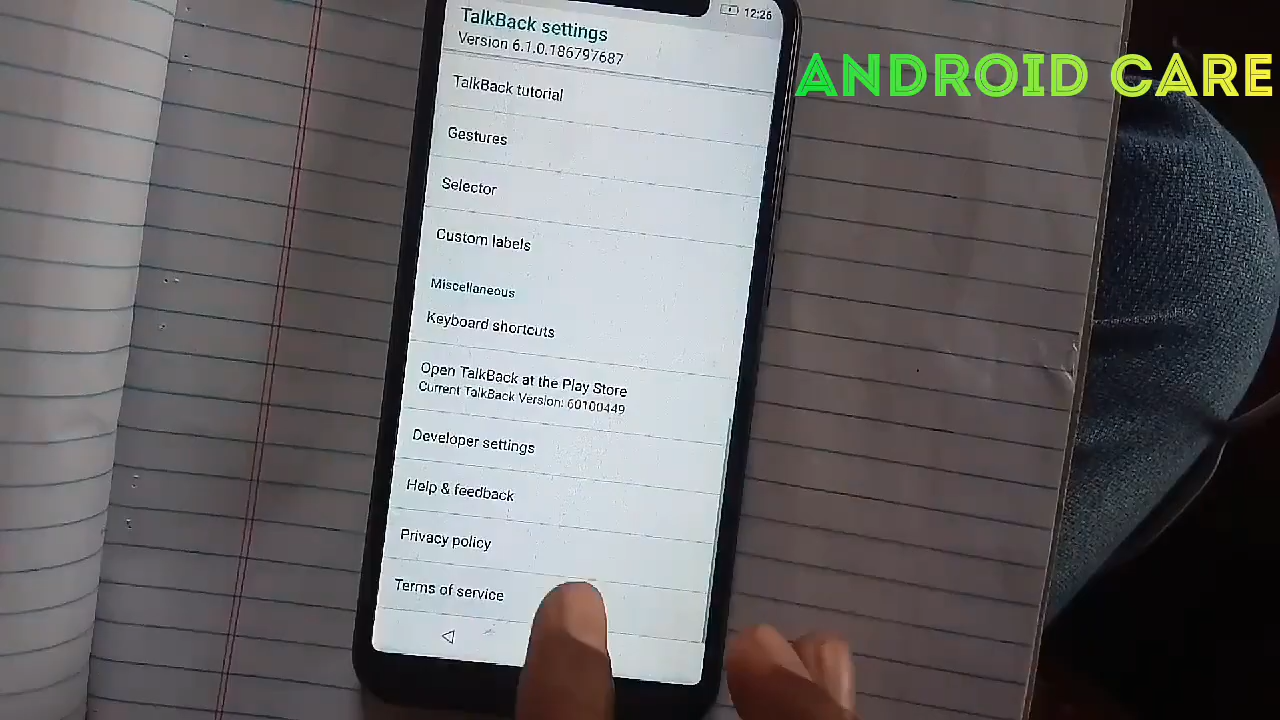 12:26
TalkBack settings
Version 6.1.0.186797687
ANDROID CARE
TalkBack tutorial
Gestures
Selector
Custom labels
Miscellaneous
Keyboard shortcuts
Open TalkBack at the Play Store
Current TalkBack Version: 60100449
Developer settings
Help & feedback
Privacy policy
Terms of service